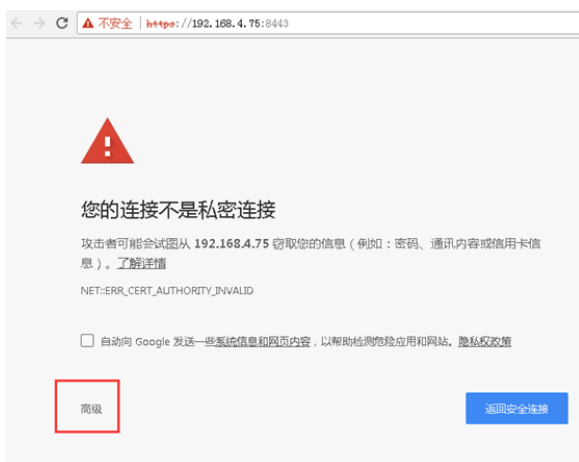 不安全 | https://192.168.4.75:8443
您的连接不是私密连接
攻击者可能会试图从 192.168.4.75 窃取您的信息（例如：密码、通讯内容或信用卡信
息）。了解详情
NET::ERR_CERT_AUTHORITY_INVALID
自动向 Google 发送一些系统信息和网页内容，以帮助检测危险应用和网站。隐私权政策
高级
返回安全连接